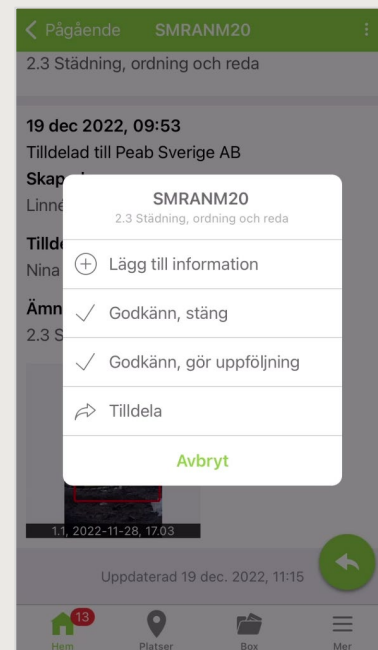 Pågående SMRANM20
2.3 Städning, ordning och reda
19 dec 2022, 09:53
Tilldelad till Peab Sverige AB
Skap
Linné
SMRANM20
2.3 Städning, ordning och reda
Tillde
Nina
Lägg till information
Ämn
2.3 S
Godkänn, stäng
Godkänn, gör uppföljning
Tilldela
Avbryt
1.1, 2022-11-28, 17.03
Uppdaterad 19 dec. 2022, 11:15
13
Hem Platser Box Mer